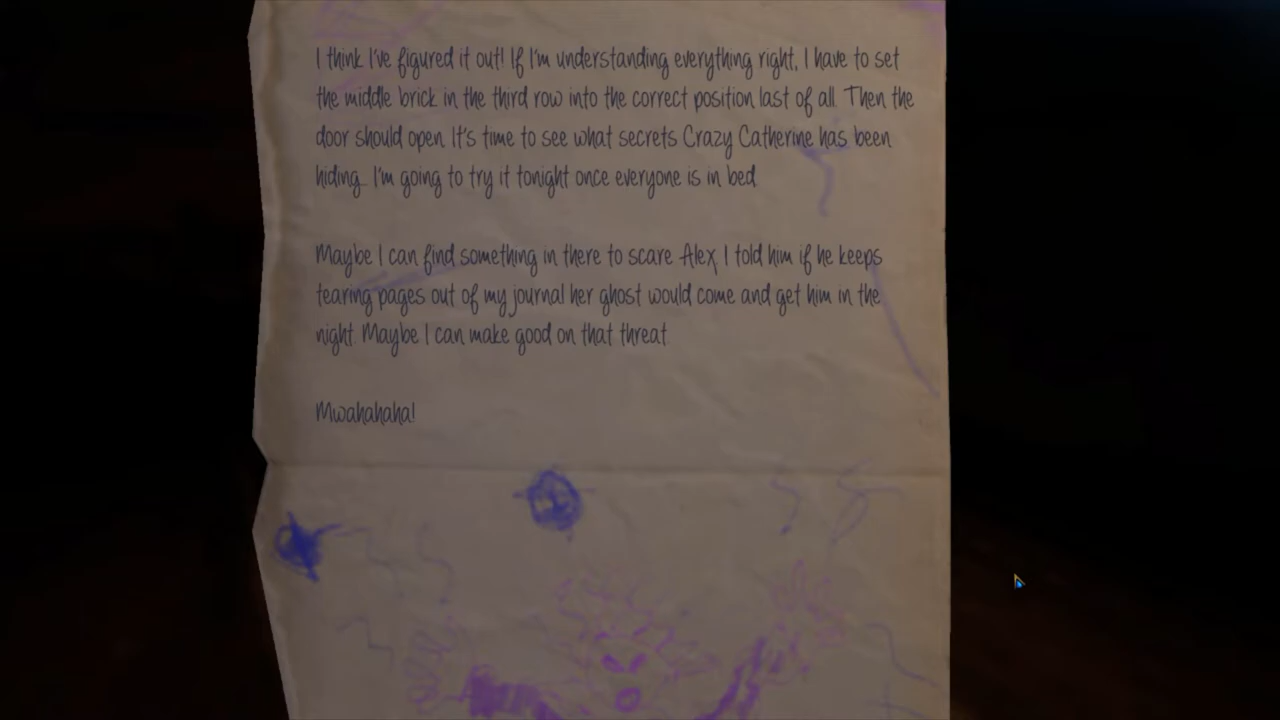 I think I've figured it out! If I'm understanding everything right, I have to set
the middle brick in the third row into the correct position last of all. Then the
door should open. It's time to see what secrets Crazy Catherine has been
hiding... I'm going to try it tonight once everyone is in bed.
Maybe I can find something in there to scare Alex. I told him if he keeps
tearing pages out of my journal her ghost would come and get him in the
night. Maybe I can make good on that threat.
Mwahahaha!